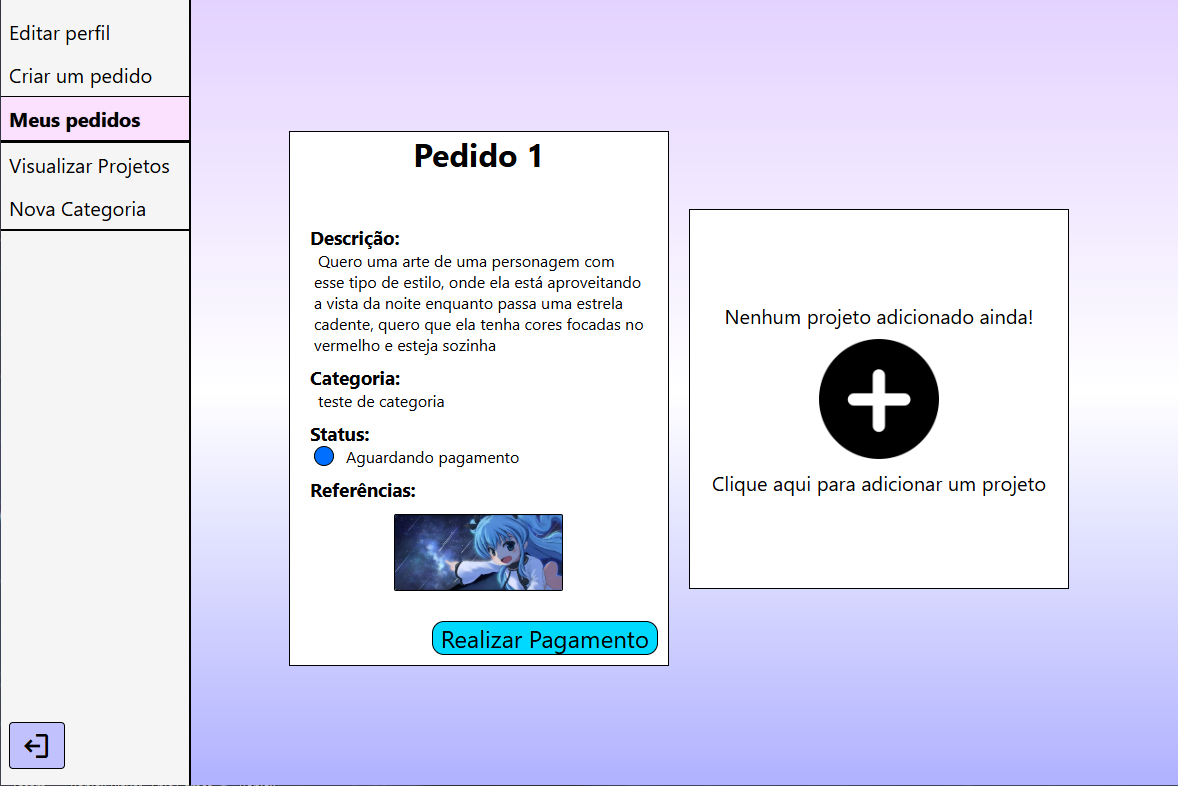 Editar perfil
Criar um pedido
Meus pedidos
Visualizar Projetos
Nova Categoria
Pedido 1
Descrição:
Quero uma arte de uma personagem com
esse tipo de estilo, onde ela está aproveitando
a vista da noite enquanto passa uma estrela
cadente, quero que ela tenha cores focadas no
vermelho e esteja sozinha
Categoria:
teste de categoria
Status:
Aguardando pagamento
Referências:
Realizar Pagamento
Nenhum projeto adicionado ainda!
Clique aqui para adicionar um projeto